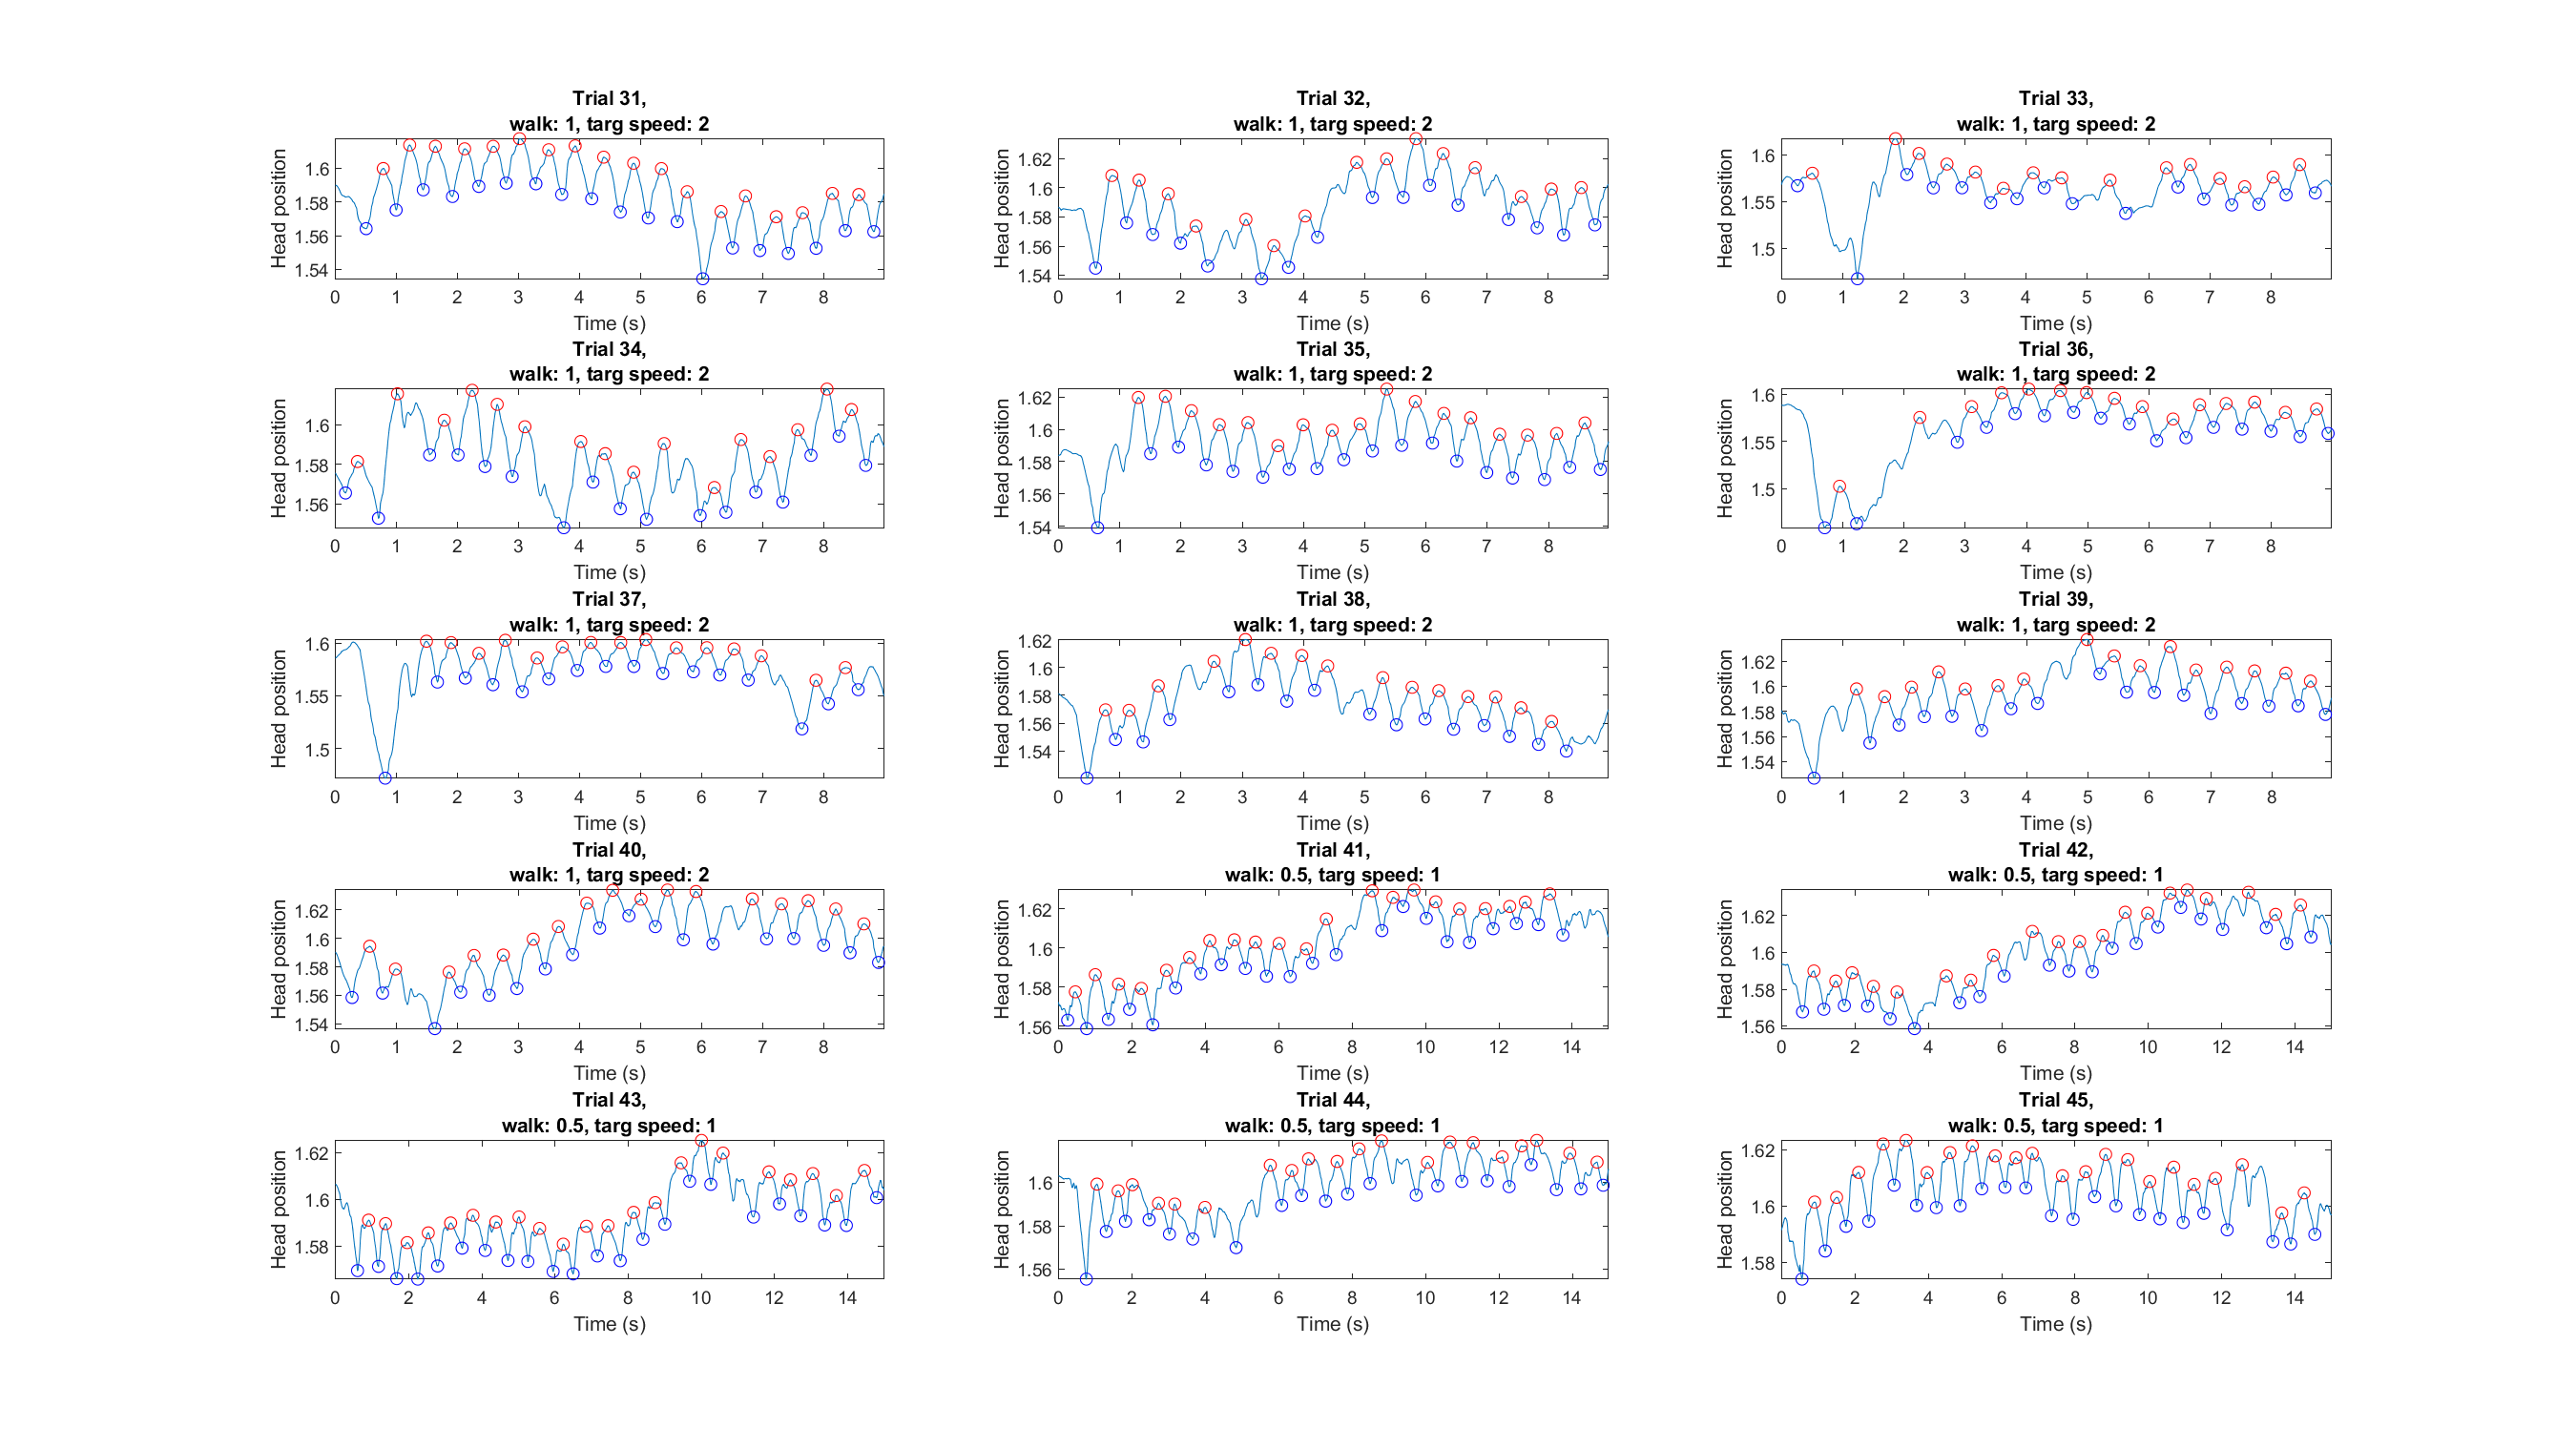 Trial 31,
walk: 1, targ speed: 2
Head position
1.6
1.58
1.56
1.54
0 1 2 3 4 5 6 7 8
Time (s)
Trial 32,
walk: 1, targ speed: 2
Head position
1.62
1.6
1.58
1.56
1.54
0 1 2 3 4 5 6 7 8
Time (s)
Trial 33,
walk: 1, targ speed: 2
Head position
1.6
1.55
1.5
0 1 2 3 4 5 6 7 8
Time (s)
Trial 34,
walk: 1, targ speed: 2
Head position
1.6
1.58
1.56
0 1 2 3 4 5 6 7 8
Time (s)
Trial 35,
walk: 1, targ speed: 2
Head position
1.62
1.6
1.58
1.56
1.54
0 1 2 3 4 5 6 7 8
Time (s)
Trial 36,
walk: 1, targ speed: 2
Head position
1.6
1.55
1.5
0 1 2 3 4 5 6 7 8
Time (s)
Trial 37,
walk: 1, targ speed: 2
Head position
1.6
1.55
1.5
0 1 2 3 4 5 6 7 8
Time (s)
Trial 38,
walk: 1, targ speed: 2
Head position
1.62
1.6
1.58
1.56
1.54
0 1 2 3 4 5 6 7 8
Time (s)
Trial 39,
walk: 1, targ speed: 2
Head position
1.62
1.6
1.58
1.56
1.54
0 1 2 3 4 5 6 7 8
Time (s)
Trial 40,
walk: 1, targ speed: 2
Head position
1.62
1.6
1.58
1.56
1.54
0 1 2 3 4 5 6 7 8
Time (s)
Trial 41,
walk: 0.5, targ speed: 1
Head position
1.62
1.6
1.58
1.56
0 2 4 6 8 10 12 14
Time (s)
Trial 42,
walk: 0.5, targ speed: 1
Head position
1.62
1.6
1.58
1.56
0 2 4 6 8 10 12 14
Time (s)
Trial 43,
walk: 0.5, targ speed: 1
Head position
1.62
1.6
1.58
0 2 4 6 8 10 12 14
Time (s)
Trial 44,
walk: 0.5, targ speed: 1
Head position
1.6
1.58
1.56
0 2 4 6 8 10 12 14
Time (s)
Trial 45,
walk: 0.5, targ speed: 1
Head position
1.62
1.6
1.58
0 2 4 6 8 10 12 14
Time (s)